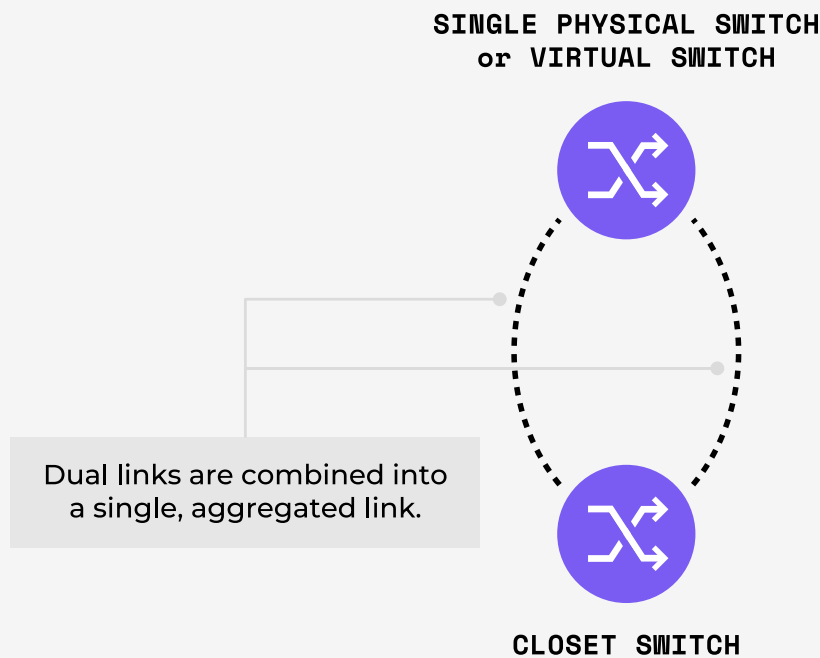 SINGLE PHYSICAL SWITCH
or VIRTUAL SWITCH
Dual links are combined into
a single, aggregated link.
CLOSET SWITCH